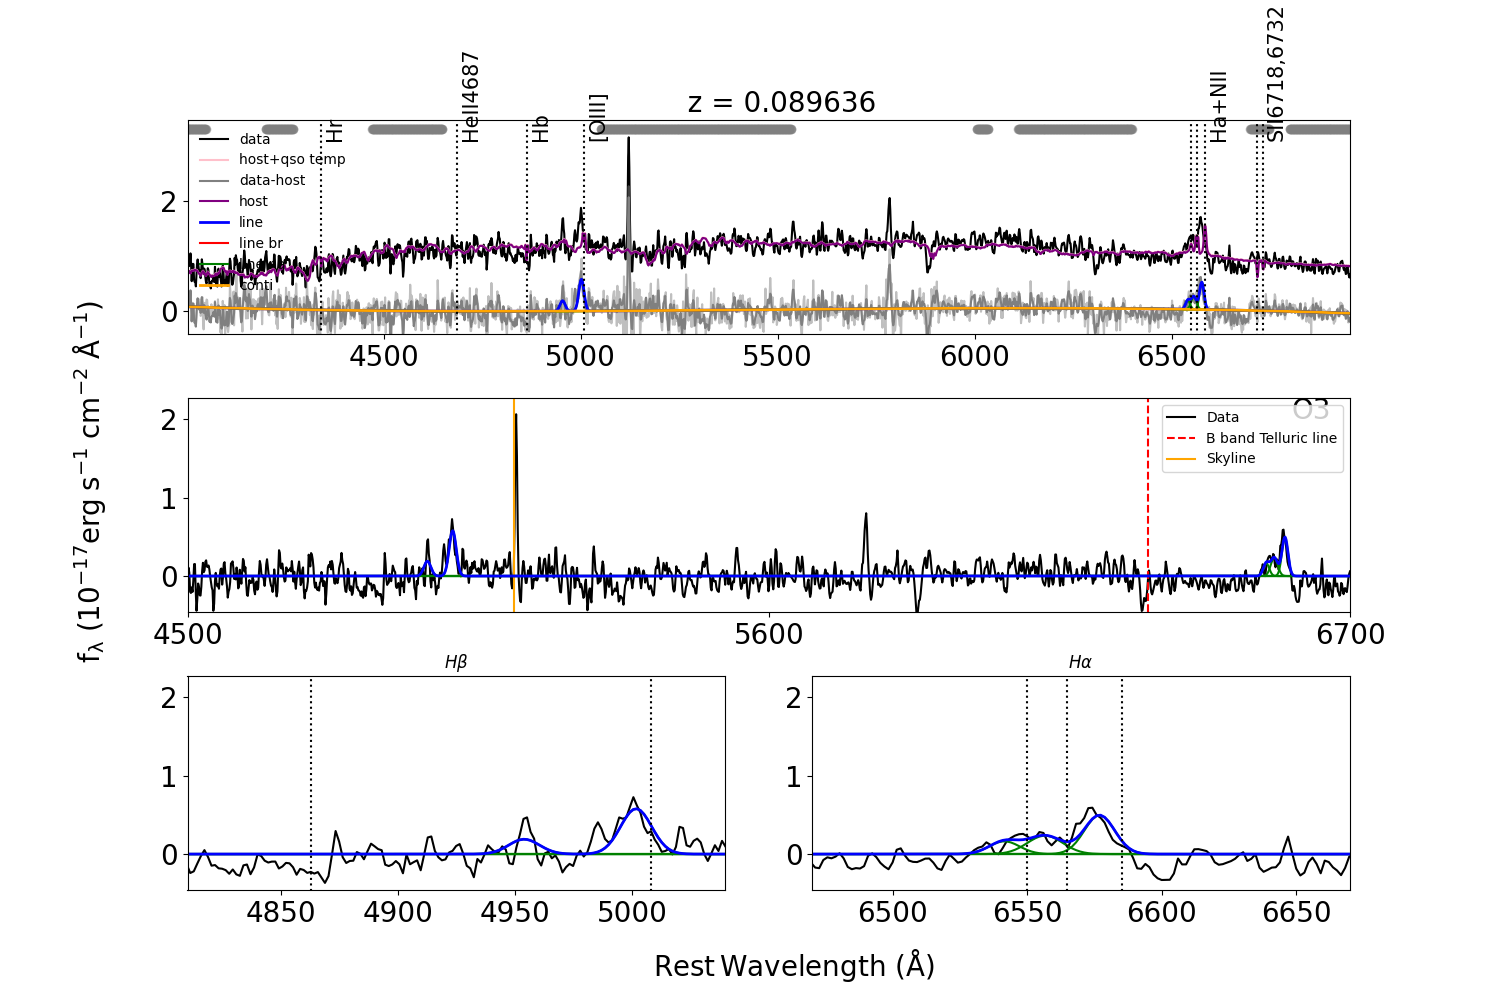 z = 0.089636
Hr
HeII4687
Hb
[OIII]
Ha+NII
SII6718,6732
data
host+qso temp
data-host
host
line
line br
conti
2
0
4500 5000 5500 6000 6500
O3
Data
B band Telluric line
Skyline
2
1
0
4500 5600 6700
fλ (10−17erg s−1 cm−2 Å−1)
Hβ
Hα
2
1
0
4850 4900 4950 5000
2
1
0
6500 6550 6600 6650
Rest Wavelength (Å)